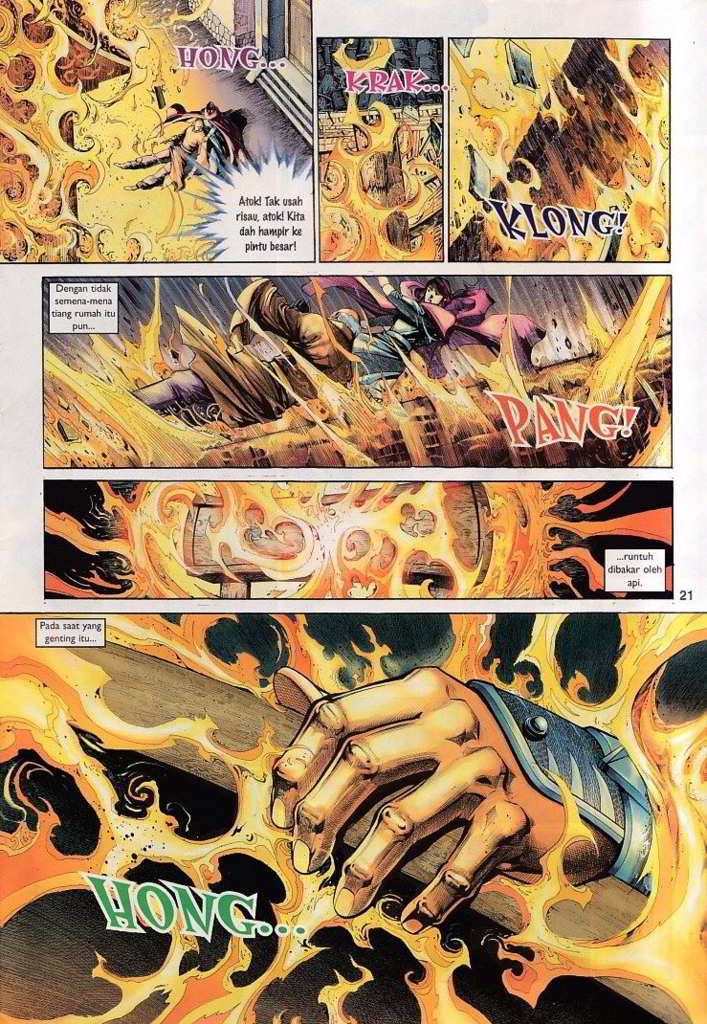 HONG...
Atok! Tak usah
risau, atok! Kita
dah hampir ke
pintu besar!
KRAK...
KLONG!
Dengan tidak
semena-mena
tiang rumah itu
pun...
PANG!
...runtuh
dibakar oleh
api.
21
Pada saat yang
genting itu...
HONG...